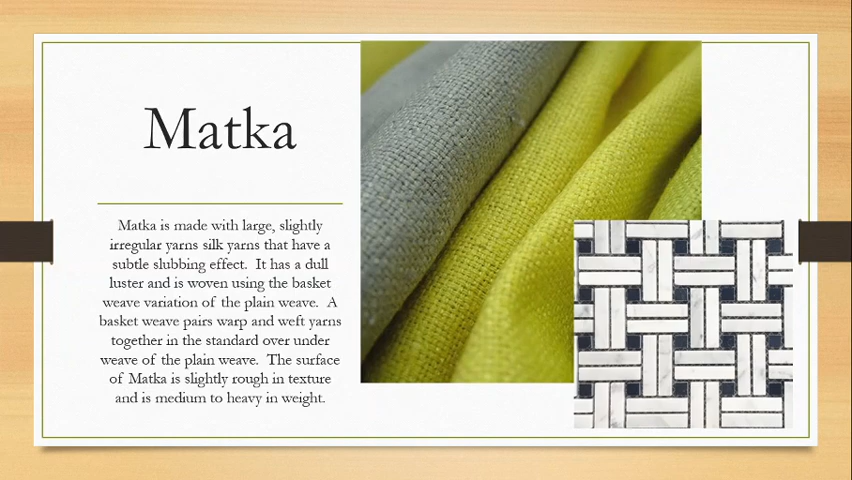 Matka
Matka is made with large, slightly
irregular yarns silk yarns that have a
subtle slubbing effect.  It has a dull
luster and is woven using the basket
weave variation of the plain weave.  A
basket weave pairs warp and weft yarns
together in the standard over under
weave of the plain weave.  The surface
of Matka is slightly rough in texture
and is medium to heavy in weight.